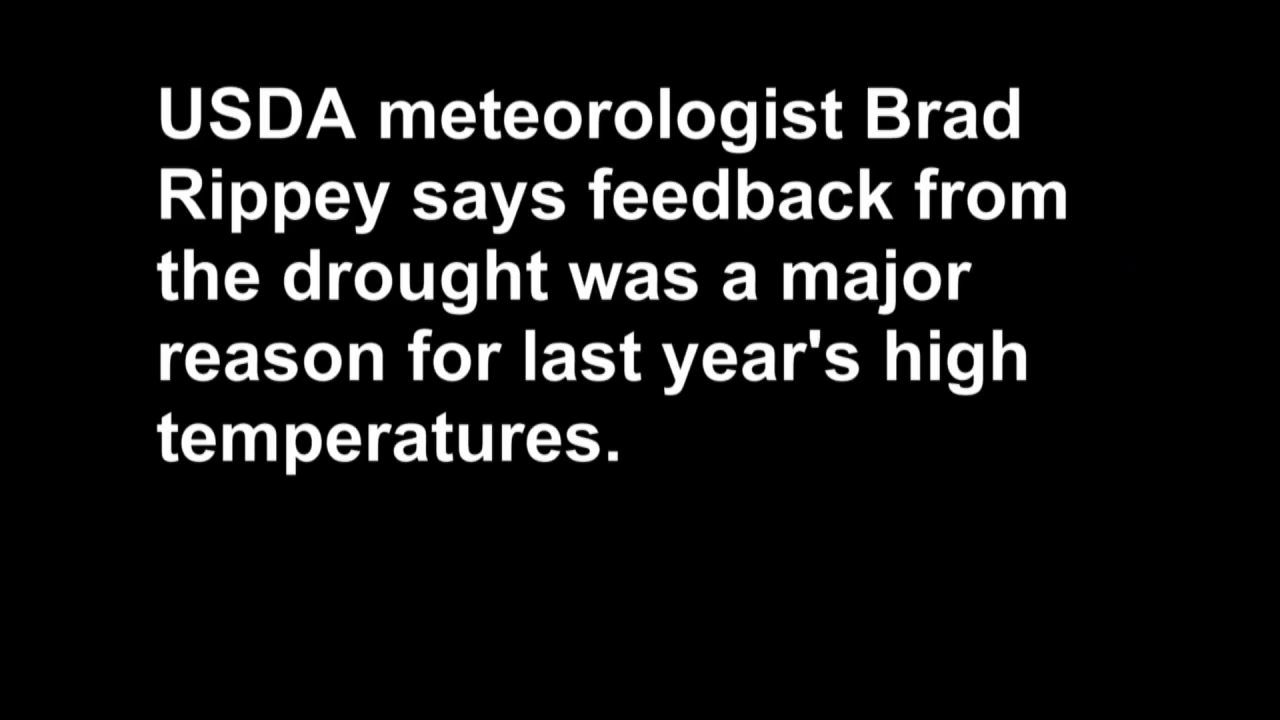 USDA meteorologist Brad
Rippey says feedback from
the drought was a major
reason for last year's high
temperatures.